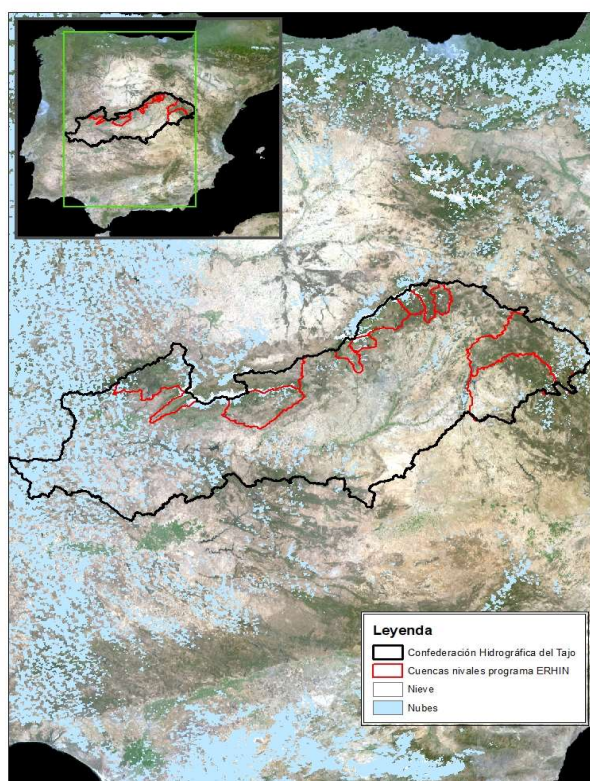 Leyenda
Confederación Hidrográfica del Tajo
Cuencas nivales programa ERHIN
Nieve
Nubes